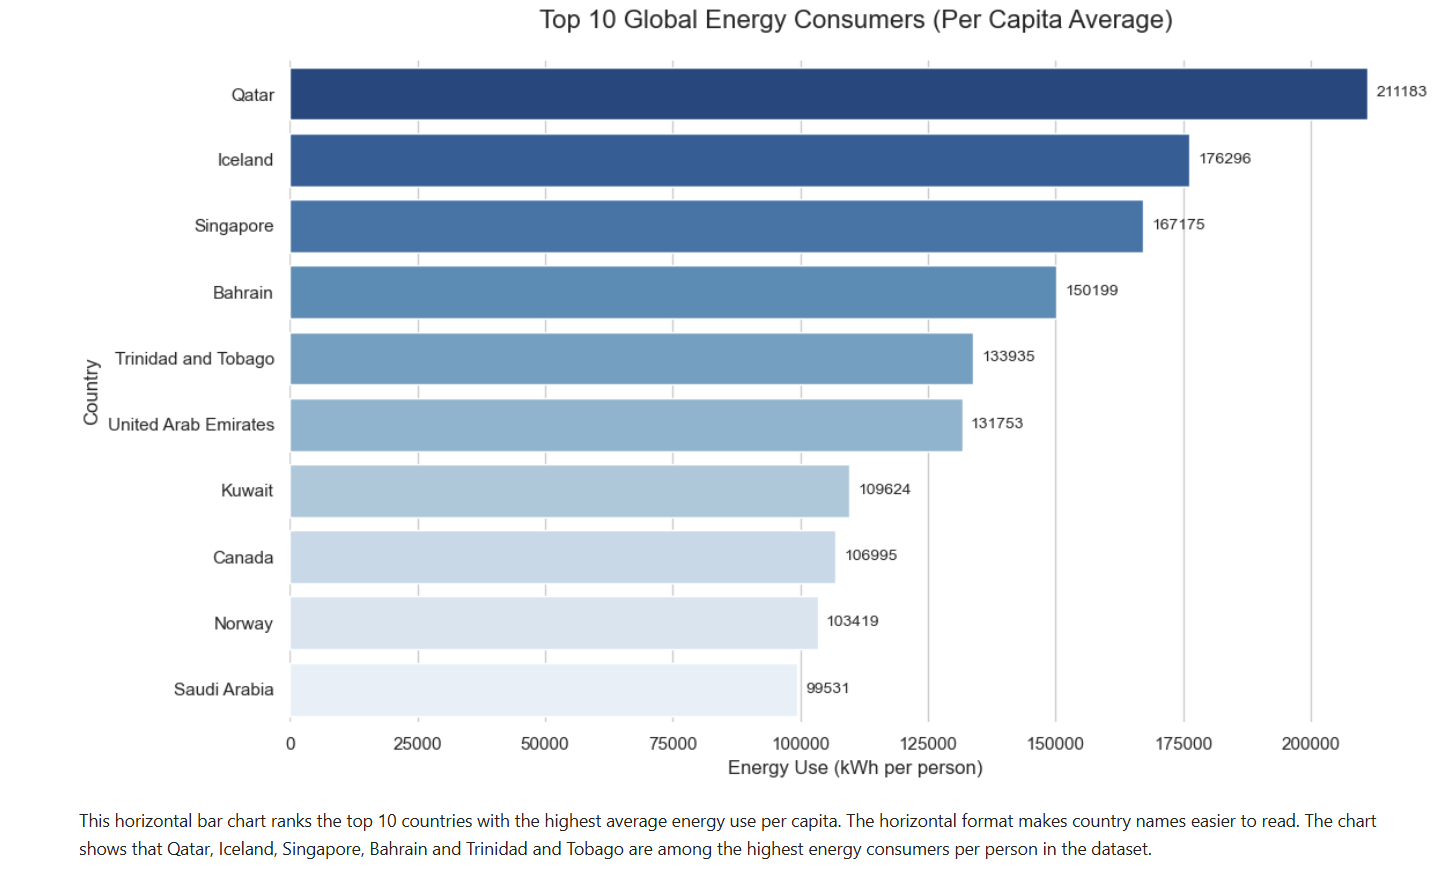 Top 10 Global Energy Consumers (Per Capita Average)
Qatar 211183
Iceland 176296
Singapore 167175
Bahrain 150199
Trinidad and Tobago 133935
Country
United Arab Emirates 131753
Kuwait 109624
Canada 106995
Norway 103419
Saudi Arabia 99531
0 25000 50000 75000 100000 125000 150000 175000 200000
Energy Use (kWh per person)
This horizontal bar chart ranks the top 10 countries with the highest average energy use per capita. The horizontal format makes country names easier to read. The chart
shows that Qatar, Iceland, Singapore, Bahrain and Trinidad and Tobago are among the highest energy consumers per person in the dataset.